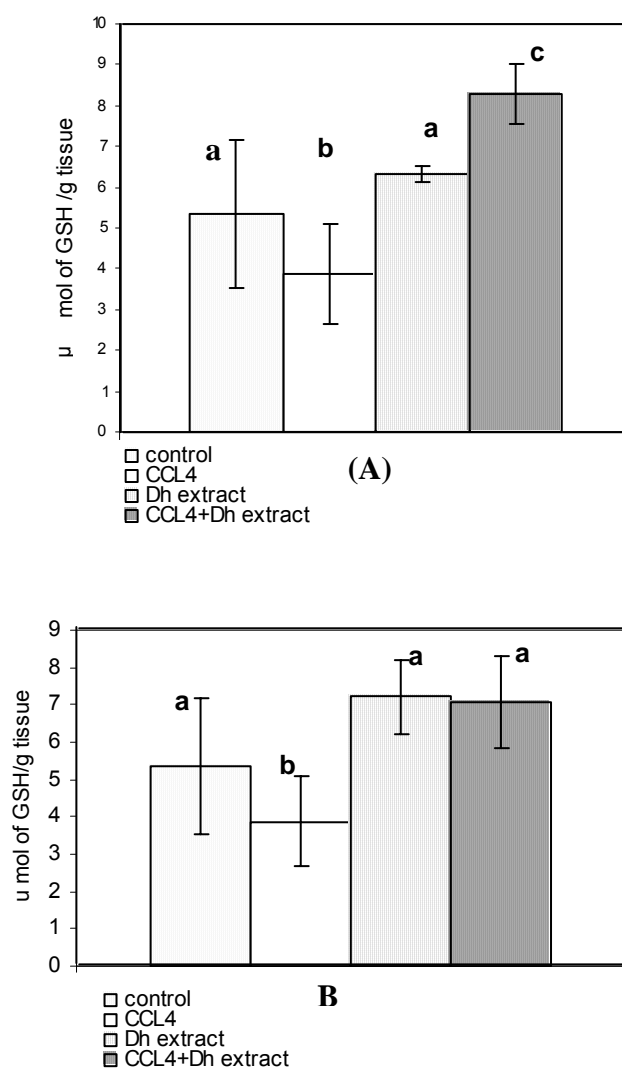 10
9
8
7
6
5
4
3
2
1
0
µ mol of GSH /g tissue
a
b
a
c
control
CCL4
Dh extract
CCL4+Dh extract
(A)
9
8
7
6
5
4
3
2
1
0
u mol of GSH/g tissue
a
b
a
a
control
CCL4
Dh extract
CCL4+Dh extract
B